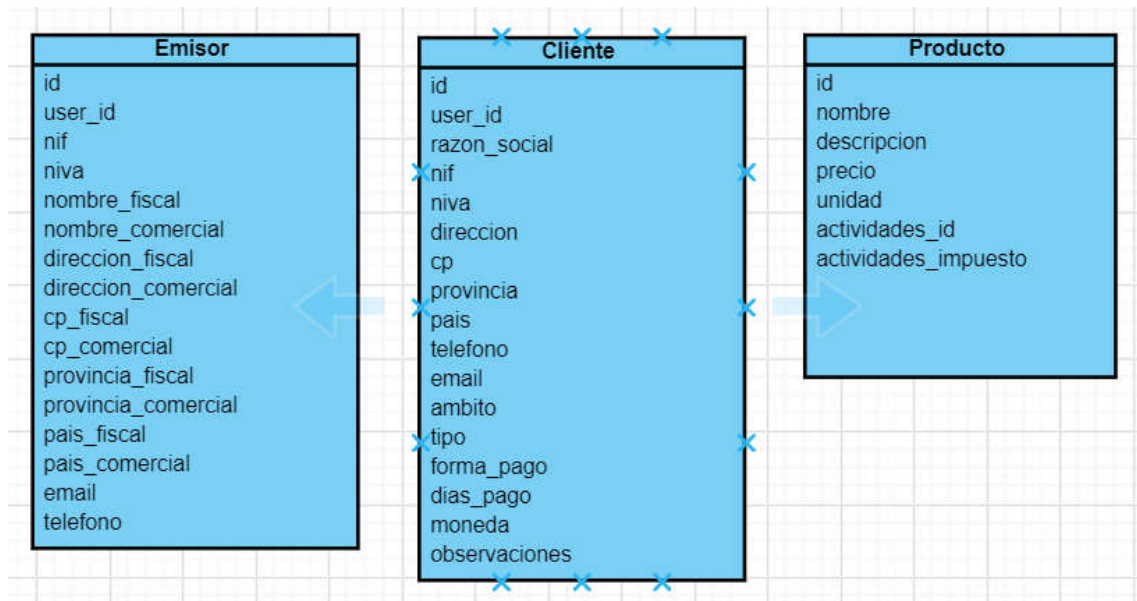 Emisor
id
user_id
nif
niva
nombre_fiscal
nombre_comercial
direccion_fiscal
direccion_comercial
cp_fiscal
cp_comercial
provincia_fiscal
provincia_comercial
pais_fiscal
pais_comercial
email
telefono
Cliente
id
user_id
razon_social
nif
niva
direccion
cp
provincia
pais
telefono
email
ambito
tipo
forma_pago
dias_pago
moneda
observaciones
Producto
id
nombre
descripcion
precio
unidad
actividades_id
actividades_impuesto